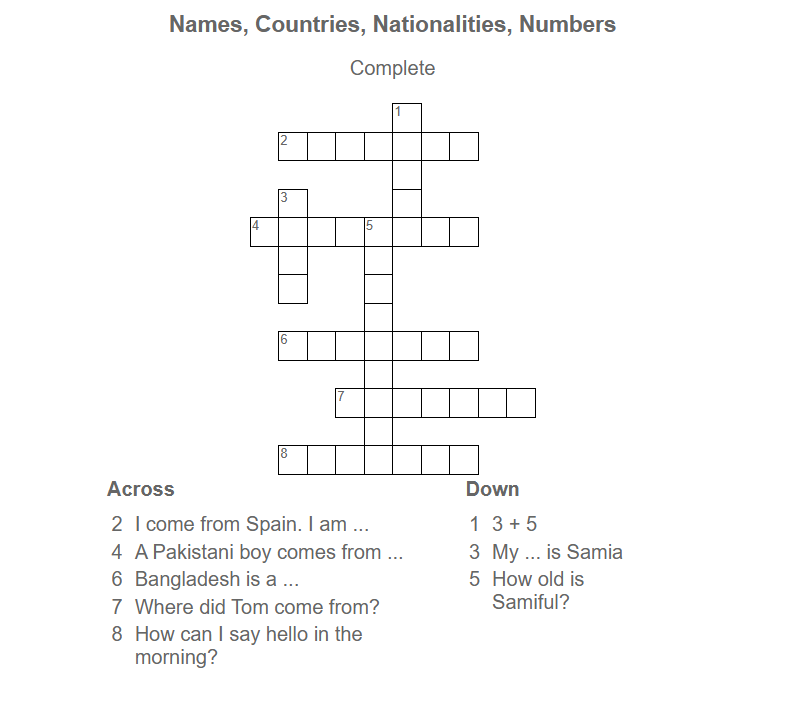 Names, Countries, Nationalities, Numbers
Complete
1
2
3
4 5
6
7
8
Across
2 I come from Spain. I am ...
4 A Pakistani boy comes from ...
6 Bangladesh is a ...
7 Where did Tom come from?
8 How can I say hello in the
morning?
Down
1 3 + 5
3 My ... is Samia
5 How old is
Samiful?